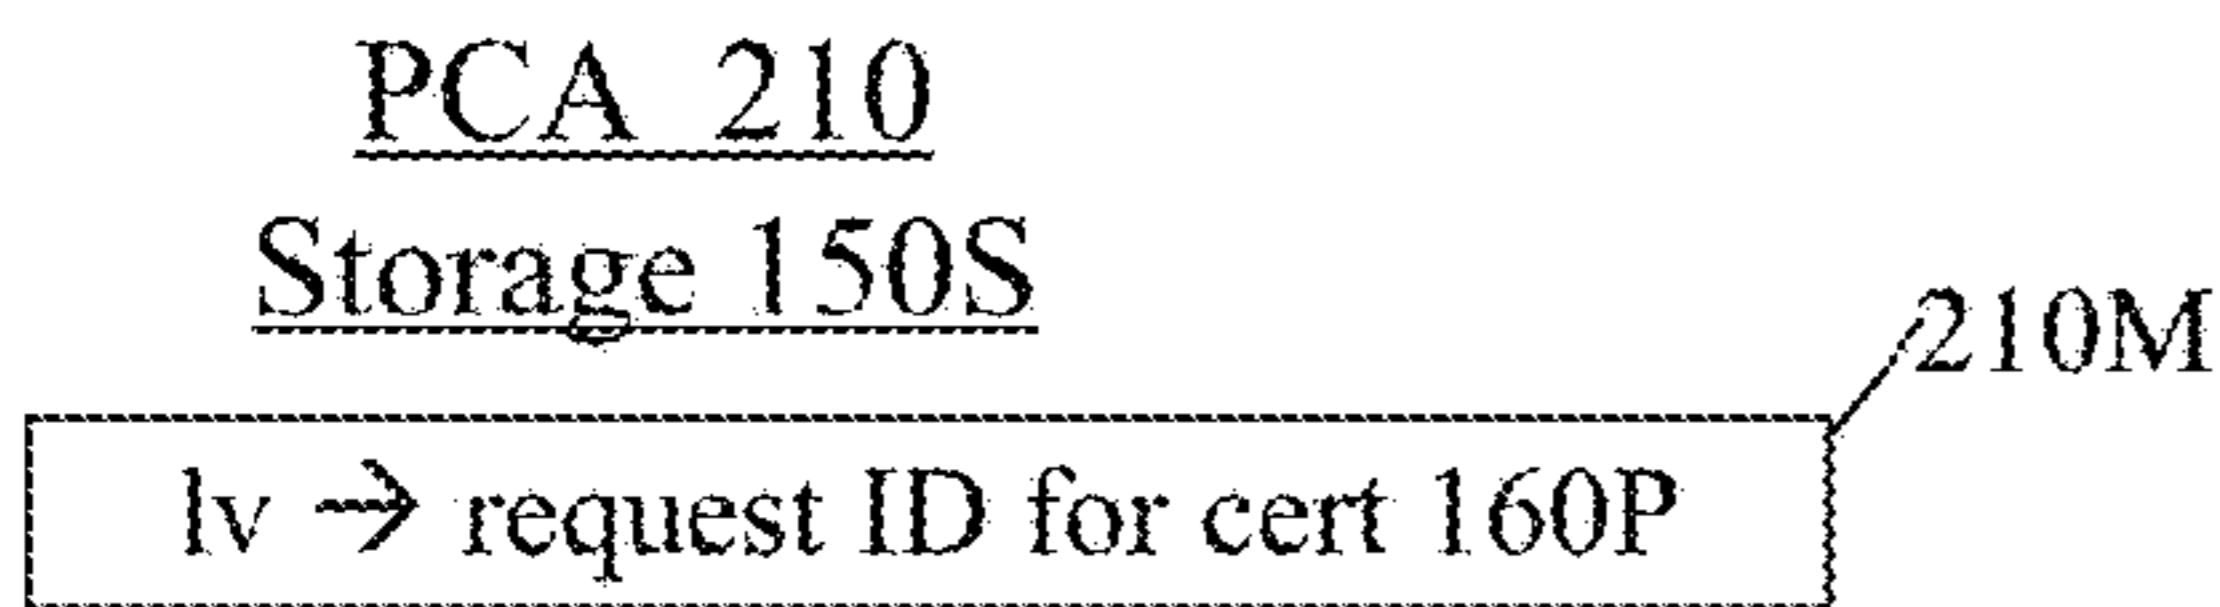 PCA 210
Storage 150S
210M
lv → request ID for cert 160P